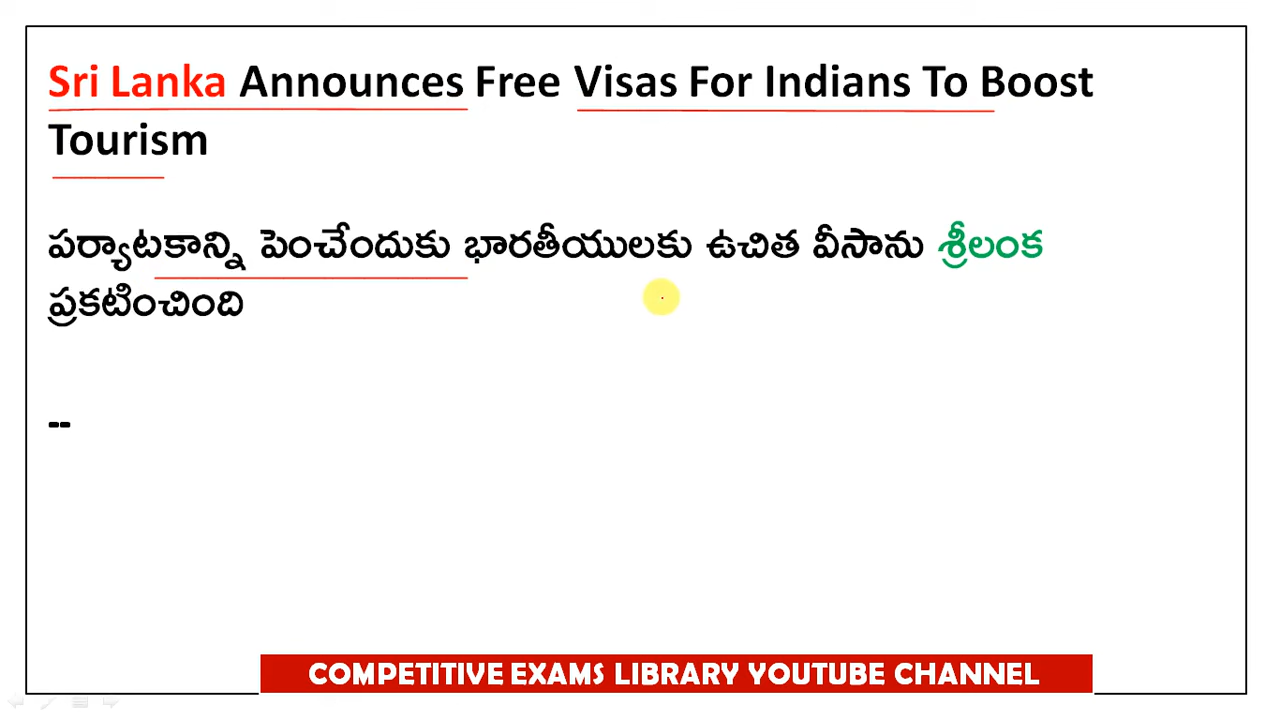 Sri Lanka Announces Free Visas For Indians To Boost
Tourism
పర్యాటకాన్ని పెంచేందుకు భారతీయులకు ఉచిత వీసాను శ్రీలంక
ప్రకటించింది
--
COMPETITIVE EXAMS LIBRARY YOUTUBE CHANNEL